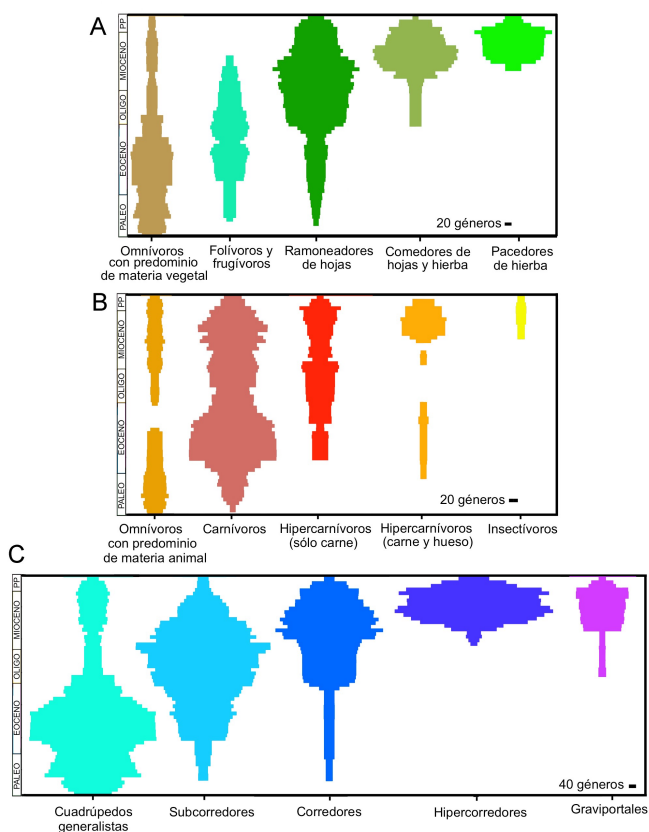 A
PP
MIOCENO
OLIGO
EOCENO
PALEO
20 géneros
Omnívoros
con predominio
de materia vegetal
Folívoros y
frugívoros
Ramoneadores
de hojas
Comedores de
hojas y hierba
Pacedores
de hierba
B
PP
MIOCENO
OLIGO
EOCENO
PALEO
20 géneros
Omnívoros
con predominio
de materia animal
Carnívoros
Hipercarnívoros
(sólo carne)
Hipercarnívoros
(carne y hueso)
Insectívoros
C
PP
MIOCENO
OLIGO
EOCENO
PALEO
40 géneros
Cuadrúpedos
generalistas
Subcorredores
Corredores
Hipercorredores
Graviportales